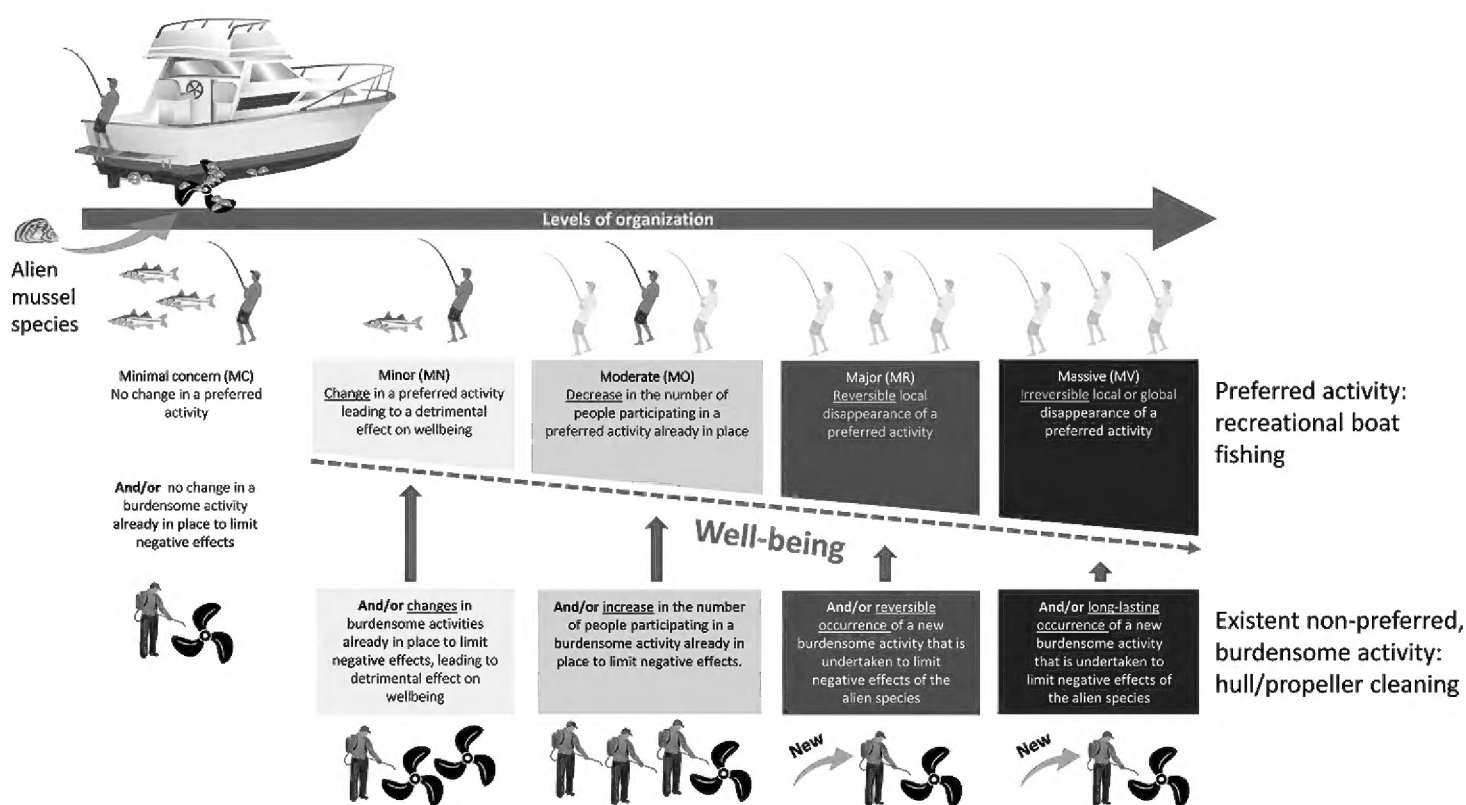 Levels of organization
Alien
mussel
species
Minimal concern (MC)
No change in a preferred
activity
Minor (MN)
Change in a preferred activity
leading to a detrimental
effect on wellbeing
Moderate (MO)
Decrease in the number of
people participating in a
preferred activity already in place
Major (MR)
Reversible local
disappearance of a
preferred activity
Massive (MV)
Irreversible local or global
disappearance of a
preferred activity
Preferred activity:
recreational boat
fishing
And/or no change in a
burdensome activity
already in place to limit
negative effects
Well-being
And/or changes in
burdensome activities
already in place to limit
negative effects, leading to
detrimental effect on
wellbeing
And/or increase in the number
of people participating in a
burdensome activity already in
place to limit negative effects.
And/or reversible
occurrence of a new
burdensome activity that is
undertaken to limit
negative effects of the
alien species
And/or long-lasting
occurrence of a new
burdensome activity
that is undertaken to
limit negative effects of
the alien species
Existent non-preferred,
burdensome activity:
hull/propeller cleaning
New
New